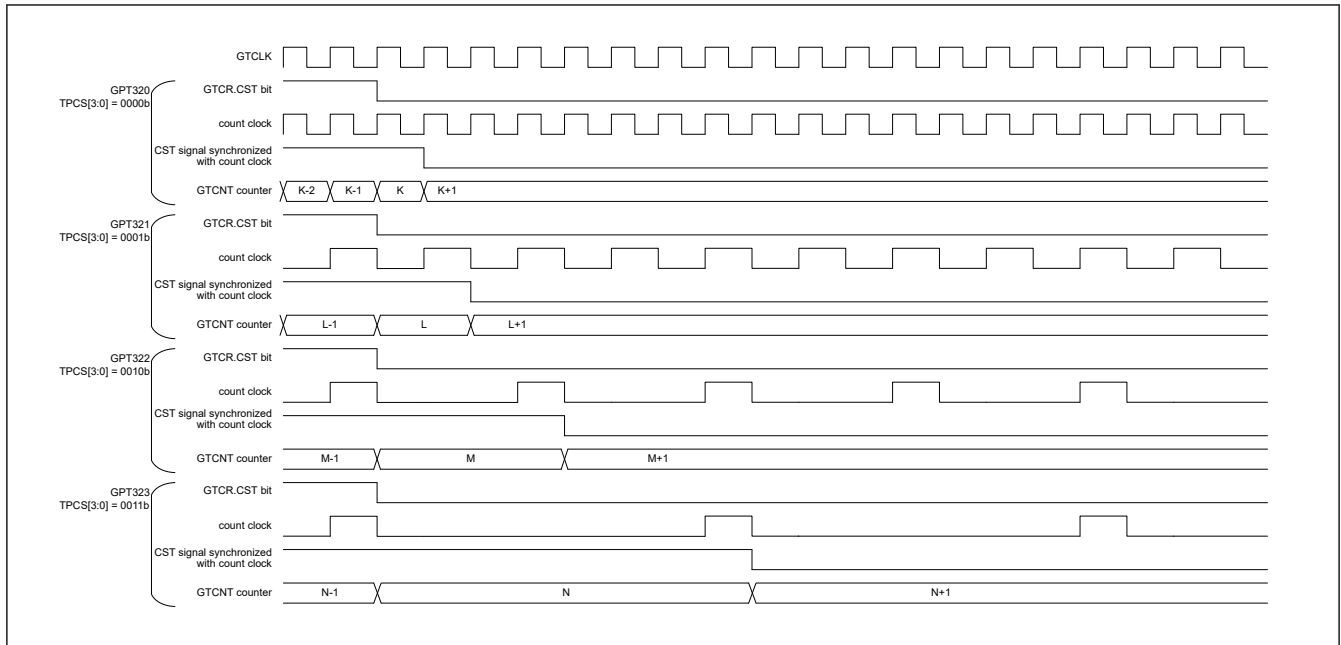 GTCLK
GPT320
TPCS[3:0] = 0000b
GTCR.CST bit
count clock
CST signal synchronized
with count clock
GTCNT counter
K-2 K-1 K K+1
GPT321
TPCS[3:0] = 0001b
GTCR.CST bit
count clock
CST signal synchronized
with count clock
GTCNT counter
L-1 L L+1
GPT322
TPCS[3:0] = 0010b
GTCR.CST bit
count clock
CST signal synchronized
with count clock
GTCNT counter
M-1 M M+1
GPT323
TPCS[3:0] = 0011b
GTCR.CST bit
count clock
CST signal synchronized
with count clock
GTCNT counter
N-1 N N+1